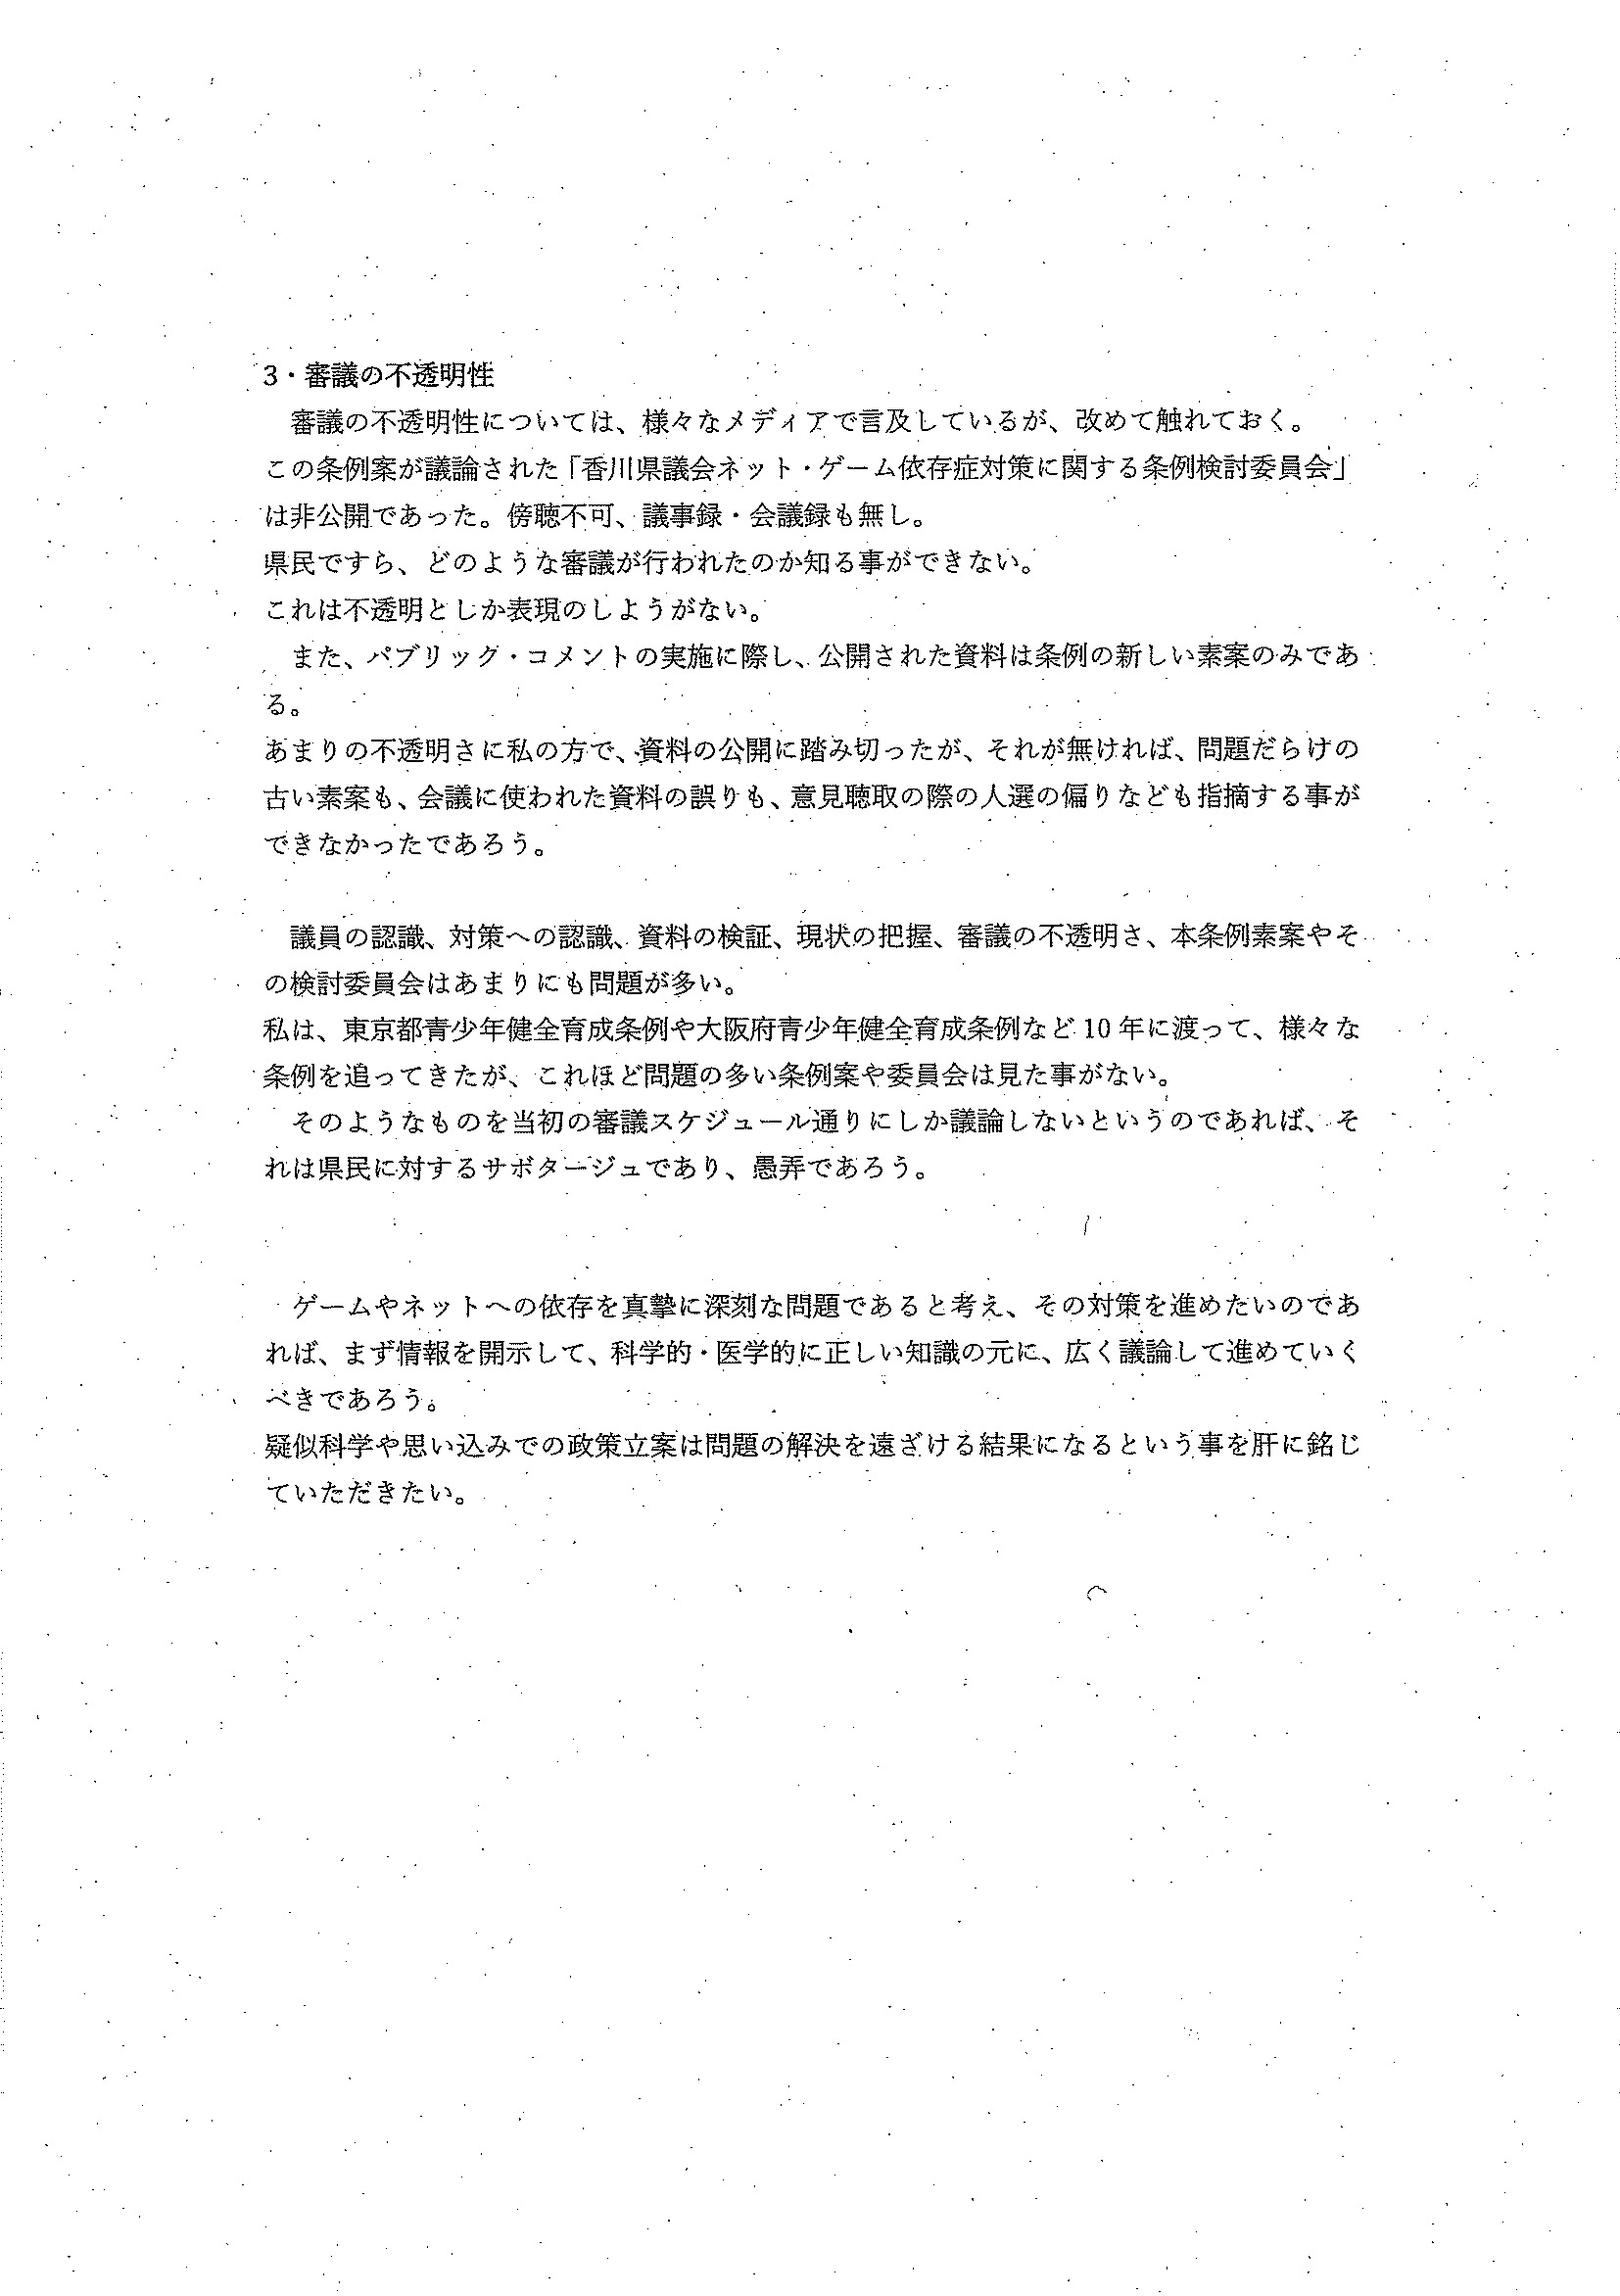 3・審議の不透明性
審議の不透明性については、様々なメディアで言及しているが、改めて触れておく。
この条例案が議論された「香川県議会ネット・ゲーム依存症対策に関する条例検討委員会」
は非公開であった。傍聴不可、議事録・会議録も無し。
県民ですら、どのような審議が行われたのか知る事ができない。
これは不透明としか表現のしようがない。
また、パブリック・コメントの実施に際し、公開された資料は条例の新しい素案のみであ
る。
あまりの不透明さに私の方で、資料の公開に踏み切ったが、それが無ければ、問題だらけの
古い素案も、会議に使われた資料の誤りも、意見聴取の際の人選の偏りなども指摘する事が
できなかったであろう。
議員の認識、対策への認識、資料の検証、現状の把握、審議の不透明さ、本条例素案やそ
の検討委員会はあまりにも問題が多い。
私は、東京都青少年健全育成条例や大阪府青少年健全育成条例など10年に渡って、様々な
条例を追ってきたが、これほど問題の多い条例案や委員会は見た事がない。
そのようなものを当初の審議スケジュール通りにしか議論しないというのであれば、そ
れは県民に対するサボタージュであり、愚弄であろう。
ゲームやネットへの依存を真摯に深刻な問題であると考え、その対策を進めたいのであ
れば、まず情報を開示して、科学的・医学的に正しい知識の元に、広く議論して進めていく
べきであろう。
疑似科学や思い込みでの政策立案は問題の解決を遠ざける結果になるという事を肝に銘じ
ていただきたい。